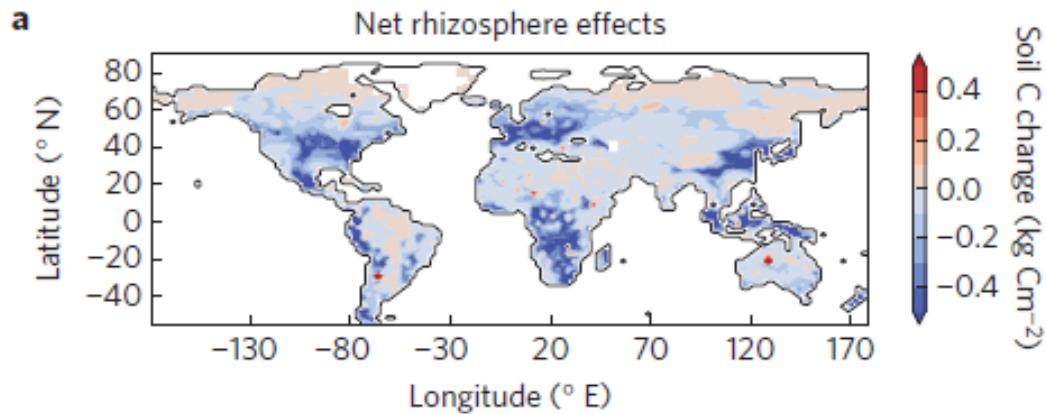 a
Net rhizosphere effects
80
60
40
20
0
−20
−40
Latitude (° N)
−130 −80 −30 20 70 120 170
Longitude (° E)
0.4
0.2
0.0
−0.2
−0.4
Soil C change (kg Cm⁻²)